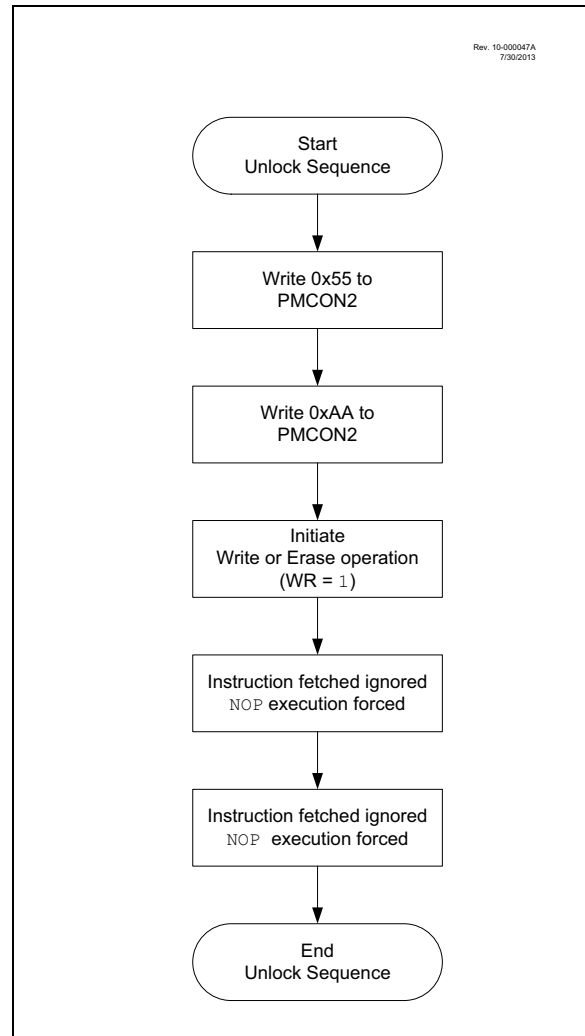 Rev. 10-000047A
7/30/2013
Start
Unlock Sequence
Write 0x55 to
PMCON2
Write 0xAA to
PMCON2
Initiate
Write or Erase operation
(WR = 1)
Instruction fetched ignored
NOP execution forced
Instruction fetched ignored
NOP execution forced
End
Unlock Sequence